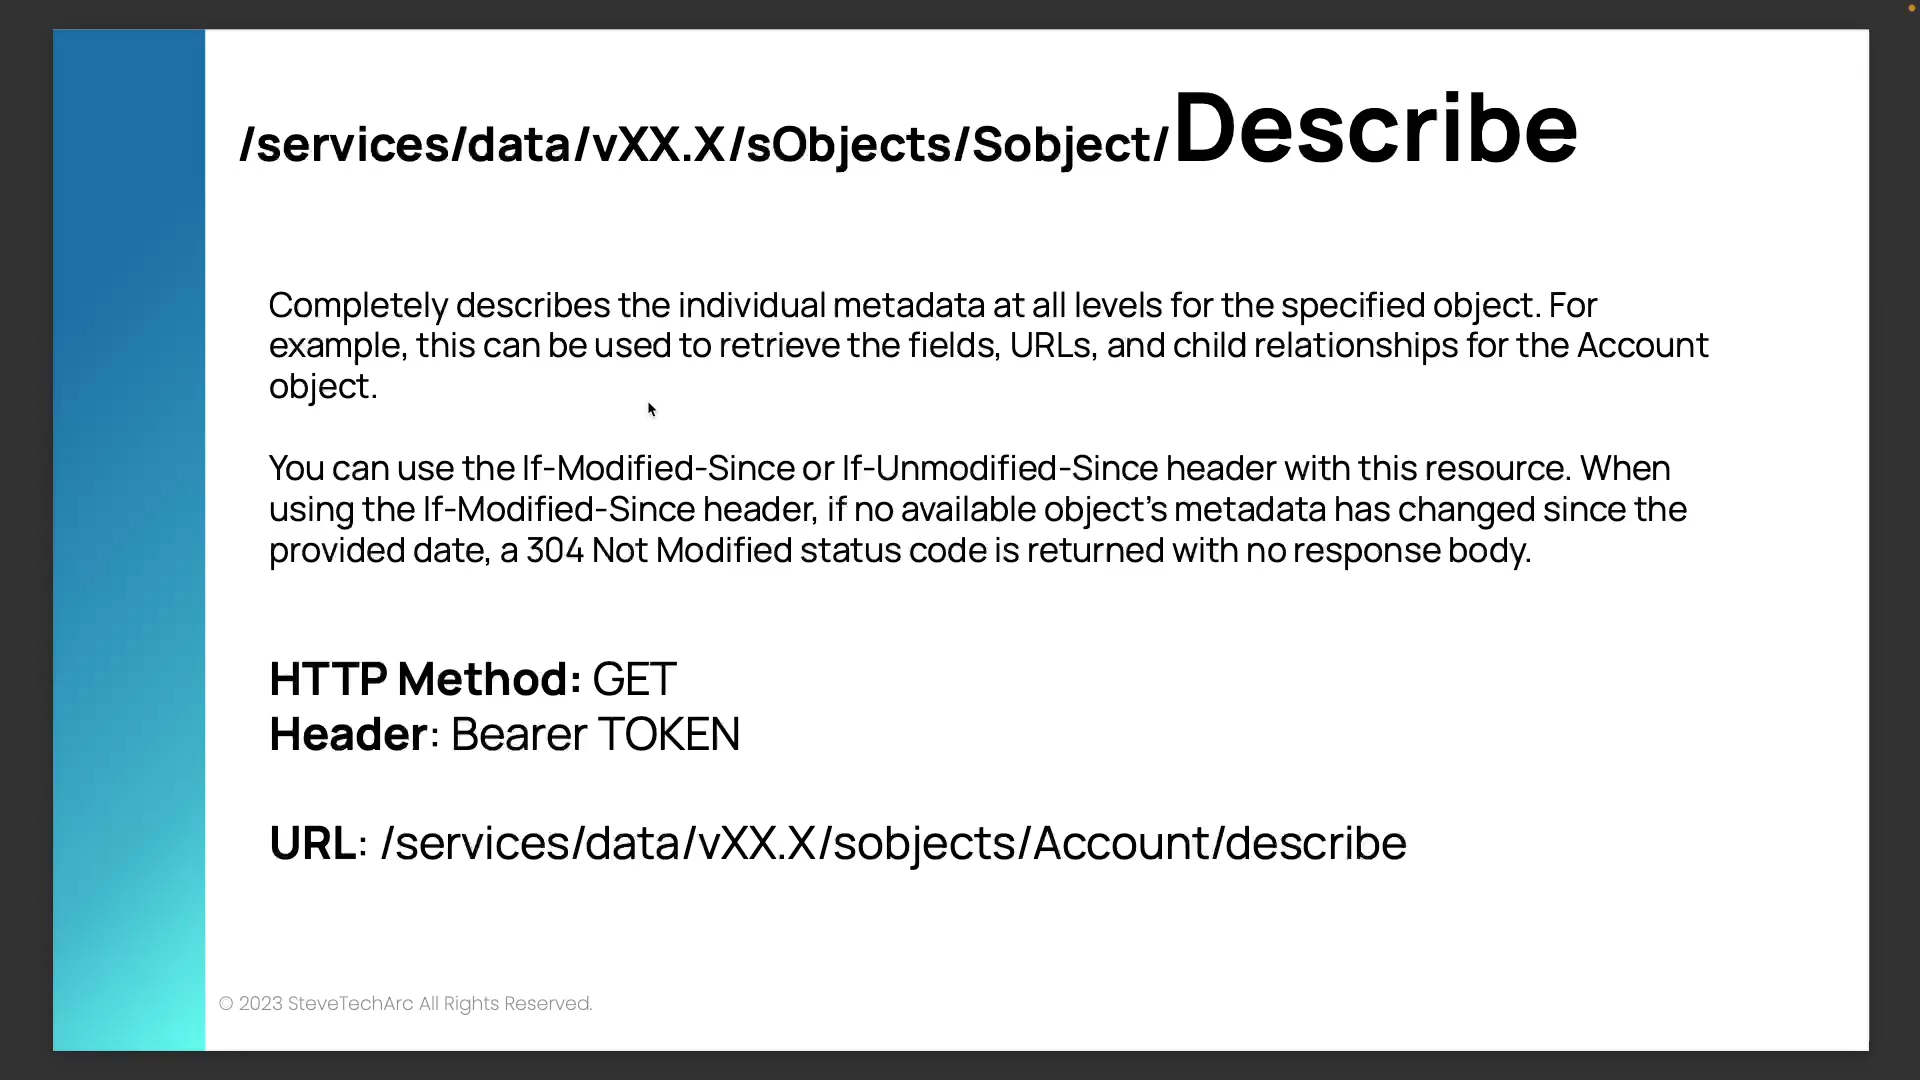 /services/data/vXX.X/sObjects/Sobject/Describe
Completely describes the individual metadata at all levels for the specified object. For
example, this can be used to retrieve the fields, URLs, and child relationships for the Account
object.
You can use the If-Modified-Since or If-Unmodified-Since header with this resource. When
using the If-Modified-Since header, if no available object’s metadata has changed since the
provided date, a 304 Not Modified status code is returned with no response body.
HTTP Method: GET
Header: Bearer TOKEN
URL: /services/data/vXX.X/sobjects/Account/describe
© 2023 SteveTechArc All Rights Reserved.